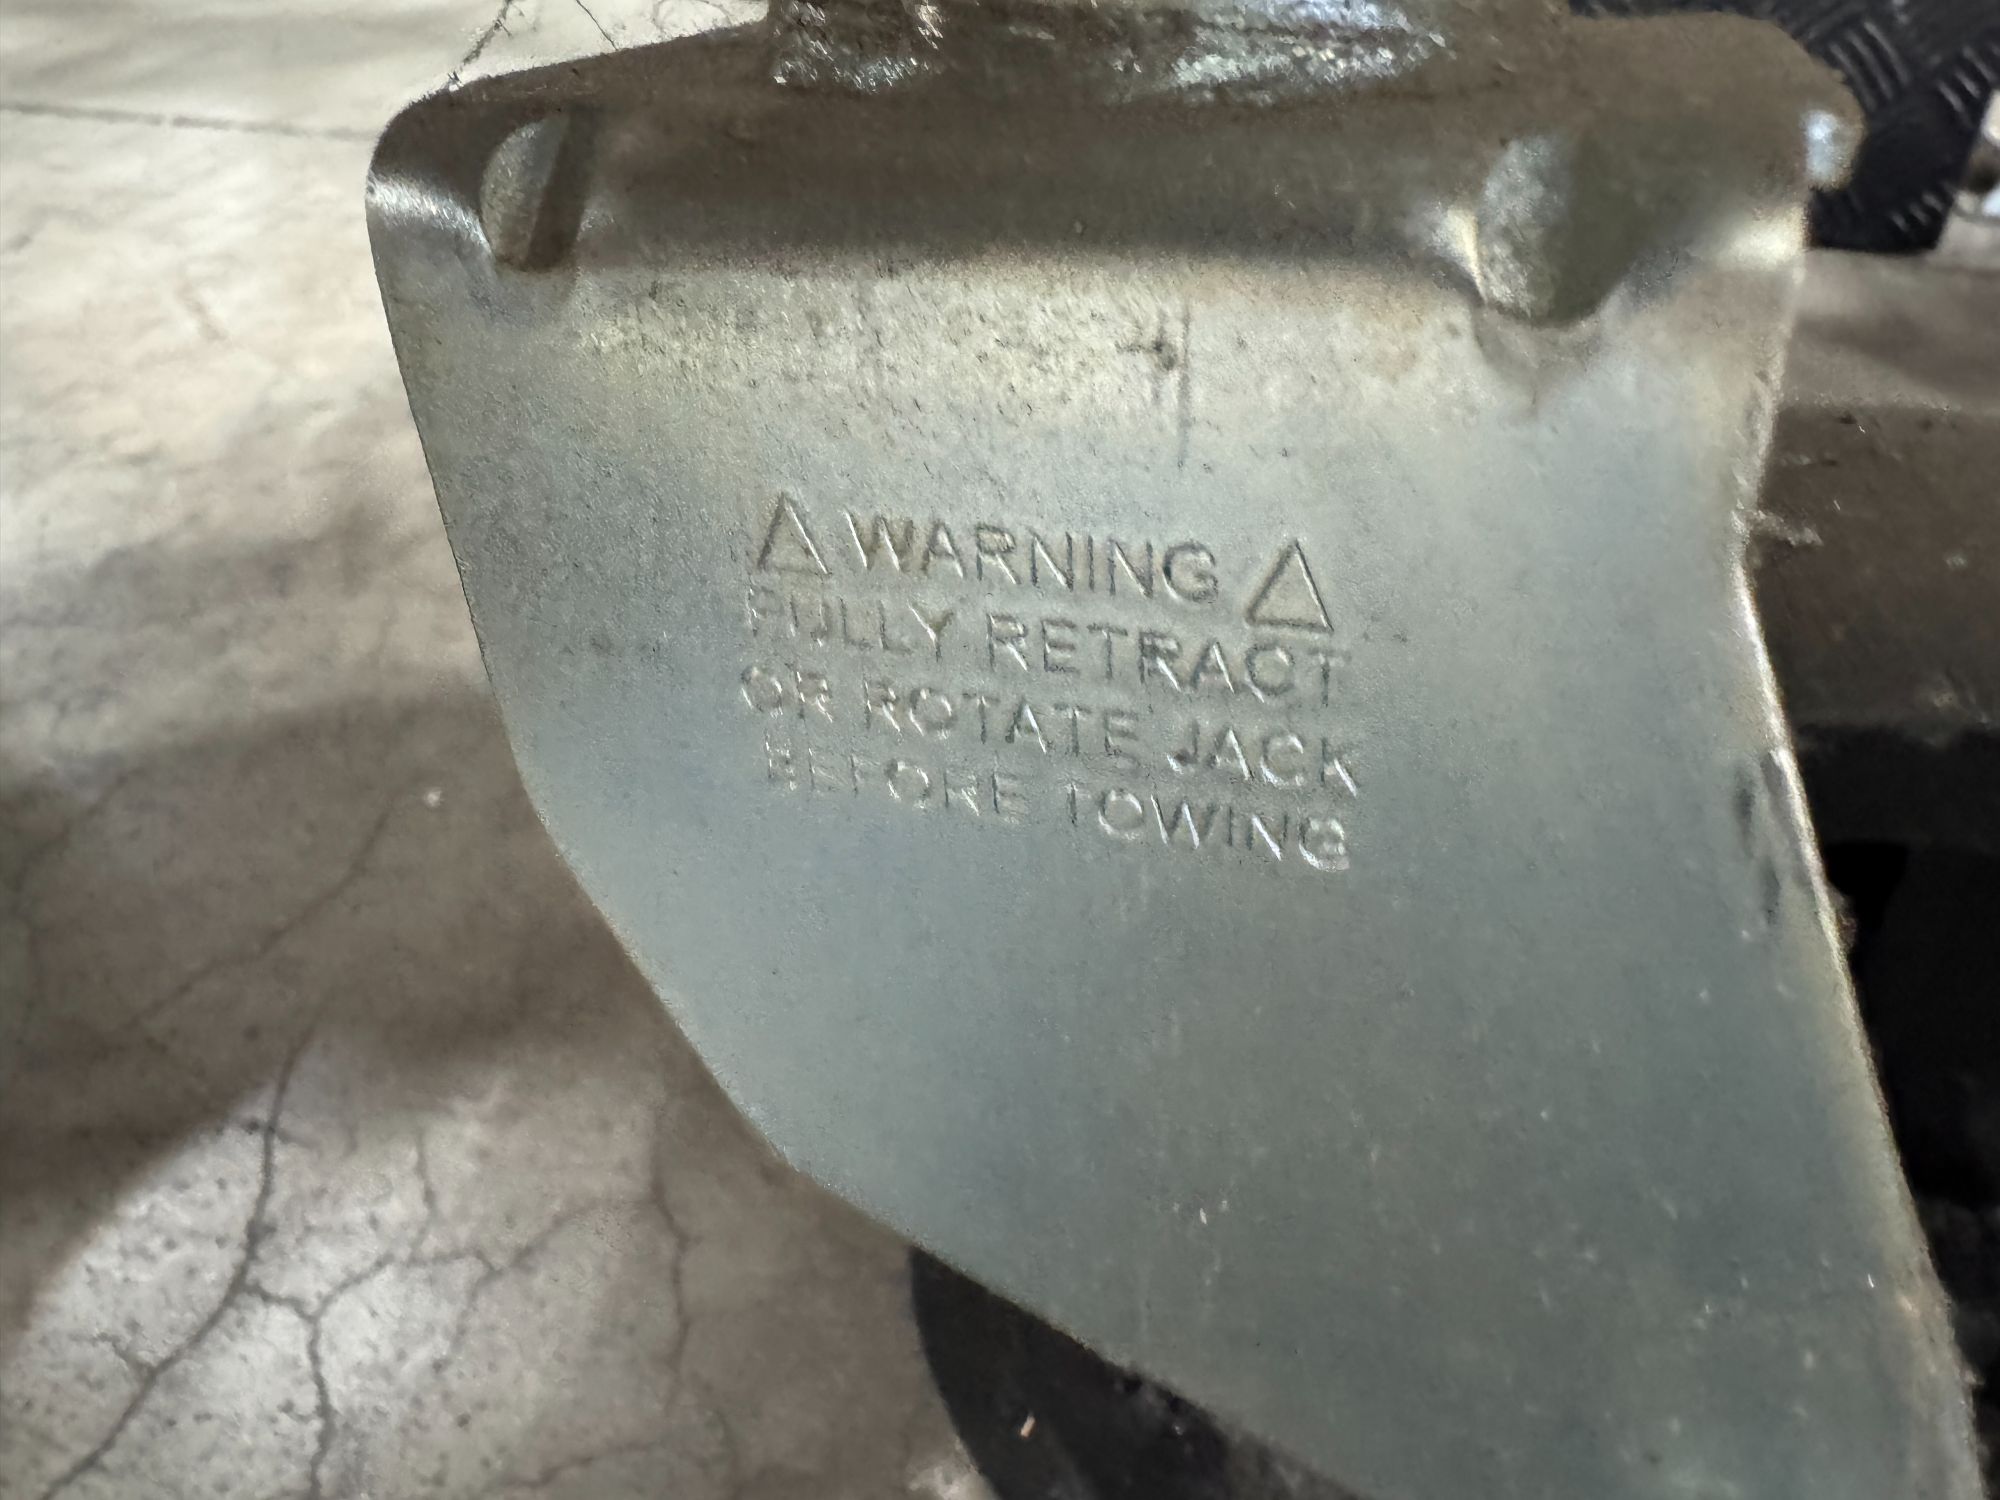 ⚠ WARNING ⚠
FULLY RETRACT
OR ROTATE JACK
BEFORE TOWING